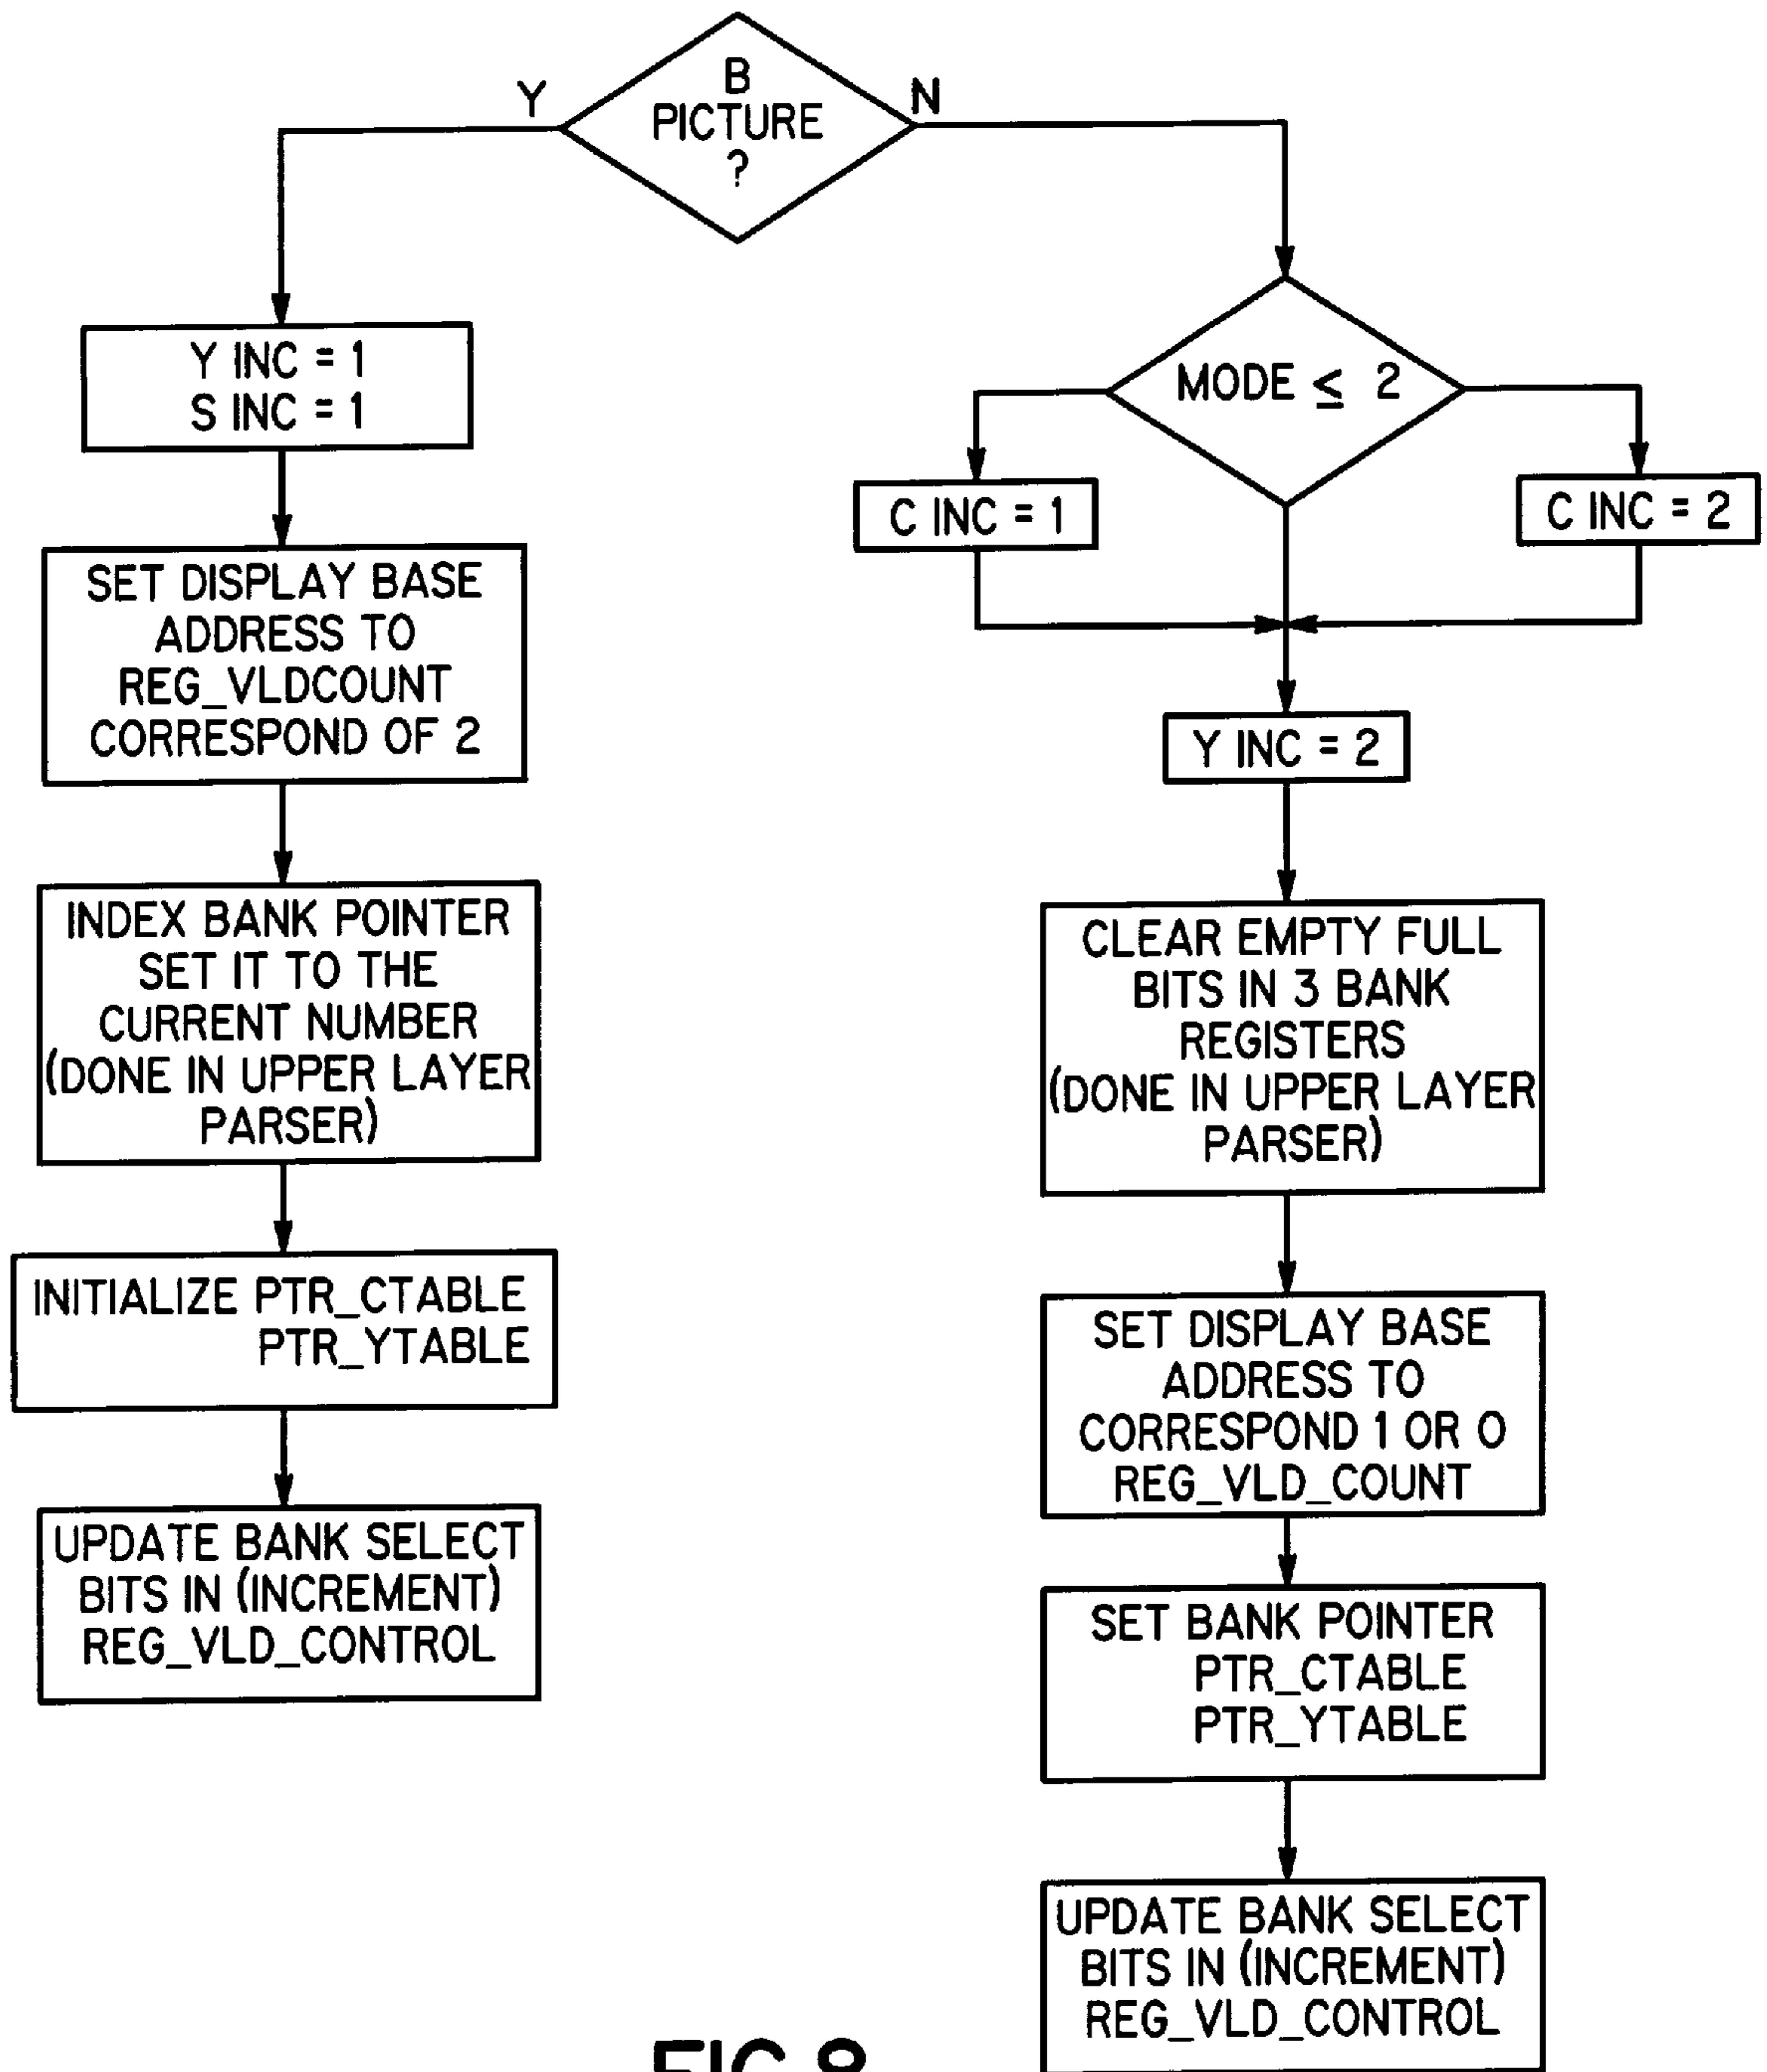 B
PICTURE
?
Y
N
Y INC = 1
S INC = 1
SET DISPLAY BASE
ADDRESS TO
REG_VLDCOUNT
CORRESPOND OF 2
INDEX BANK POINTER
SET IT TO THE
CURRENT NUMBER
(DONE IN UPPER LAYER
PARSER)
INITIALIZE PTR_CTABLE
PTR_YTABLE
UPDATE BANK SELECT
BITS IN (INCREMENT)
REG_VLD_CONTROL
MODE ≤ 2
C INC = 1
C INC = 2
Y INC = 2
CLEAR EMPTY FULL
BITS IN 3 BANK
REGISTERS
(DONE IN UPPER LAYER
PARSER)
SET DISPLAY BASE
ADDRESS TO
CORRESPOND 1 OR 0
REG_VLD_COUNT
SET BANK POINTER
PTR_CTABLE
PTR_YTABLE
UPDATE BANK SELECT
BITS IN (INCREMENT)
REG_VLD_CONTROL
FIG.8